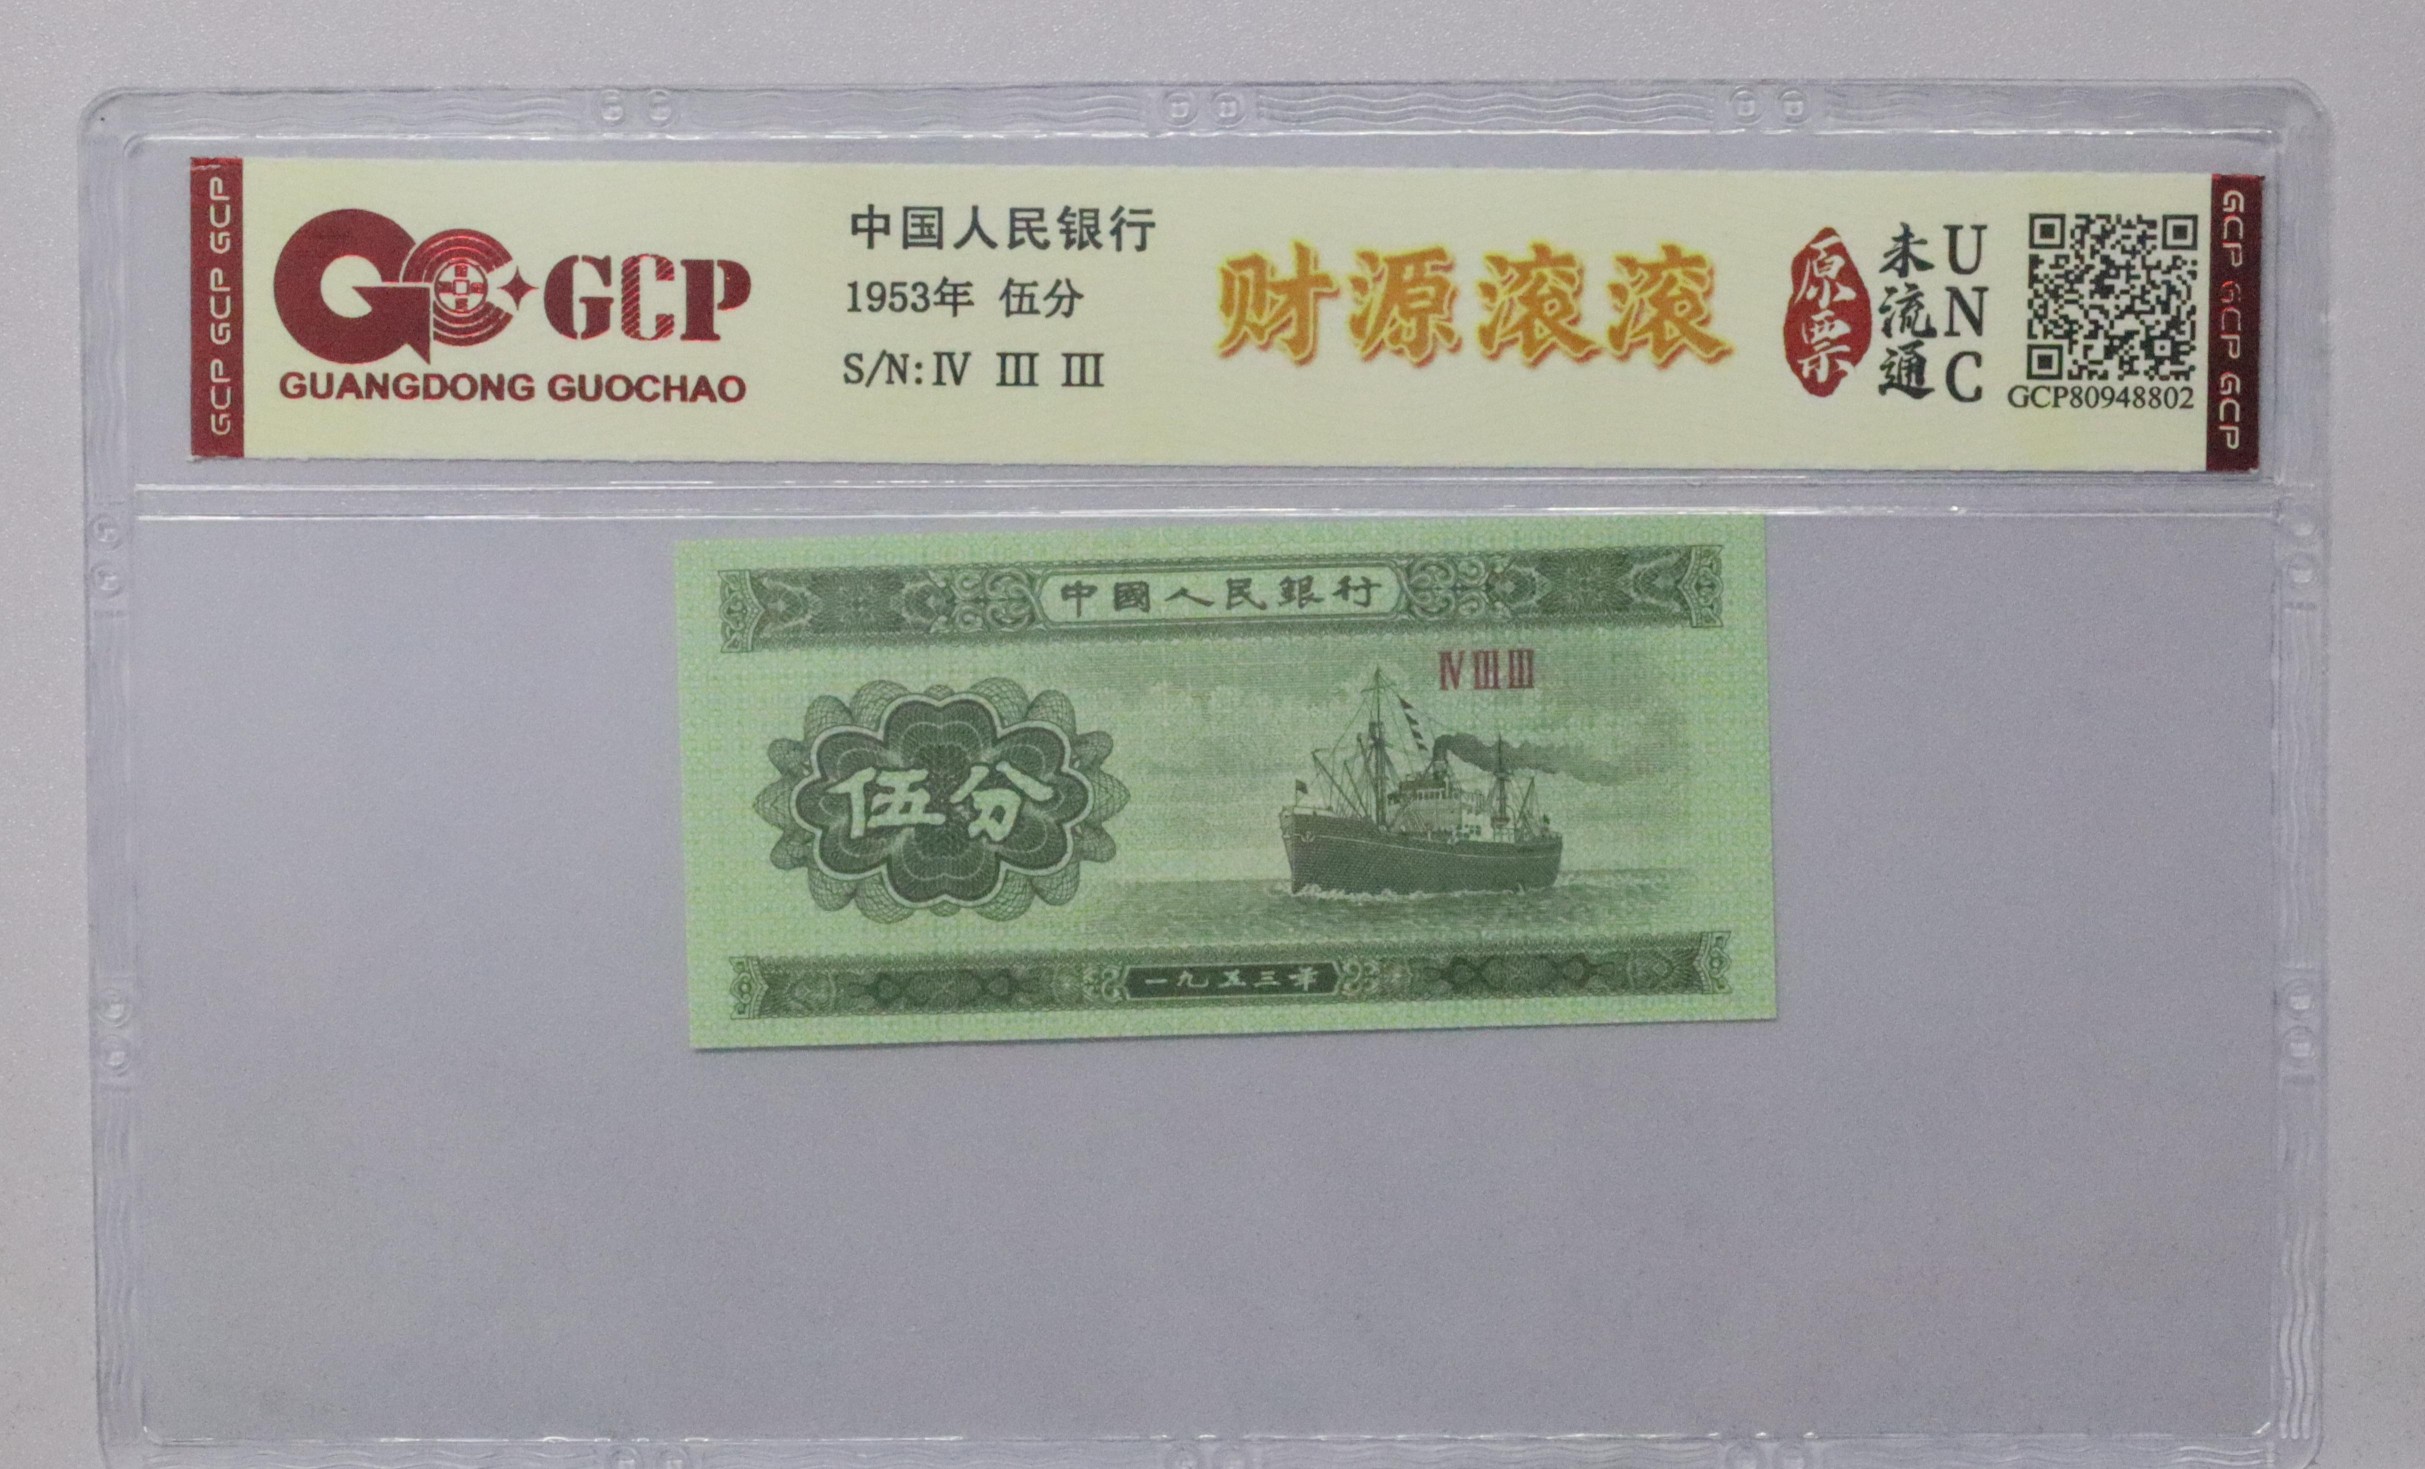 GCP GCP GCP
GCP
GUANGDONG GUOCHAO
中国人民银行
1953年 伍分
S/N: IV III III
财源滚滚
原票
未流通
UNC
GCP80948802
GCP GCP GCP
中國人民銀行
IV III III
伍分
一九五三年